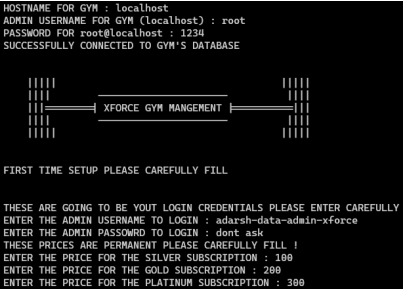 HOSTNAME FOR GYM : localhost
ADMIN USERNAME FOR GYM (localhost) : root
PASSWORD FOR root@localhost : 1234
SUCCESSFULLY CONNECTED TO GYM'S DATABASE
XFORCE GYM MANGEMENT
FIRST TIME SETUP PLEASE CAREFULLY FILL
THESE ARE GOING TO BE YOUT LOGIN CREDENTIALS PLEASE ENTER CAREFULLY
ENTER THE ADMIN USERNAME TO LOGIN : adarsh-data-admin-xforce
ENTER THE ADMIN PASSOWRD TO LOGIN : dont ask
THESE PRICES ARE PERMANENT PLEASE CAREFULLY FILL !
ENTER THE PRICE FOR THE SILVER SUBSCRIPTION : 100
ENTER THE PRICE FOR THE GOLD SUBSCRIPTION : 200
ENTER THE PRICE FOR THE PLATINUM SUBSCRIPTION : 300